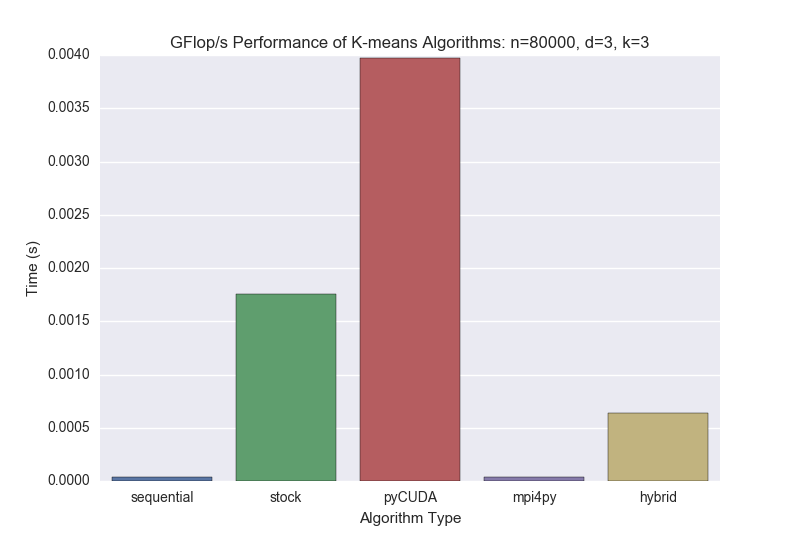 GFlop/s Performance of K-means Algorithms: n=80000, d=3, k=3
0.0040
0.0035
0.0030
0.0025
0.0020
0.0015
0.0010
0.0005
0.0000
Time (s)
sequential stock pyCUDA mpi4py hybrid
Algorithm Type